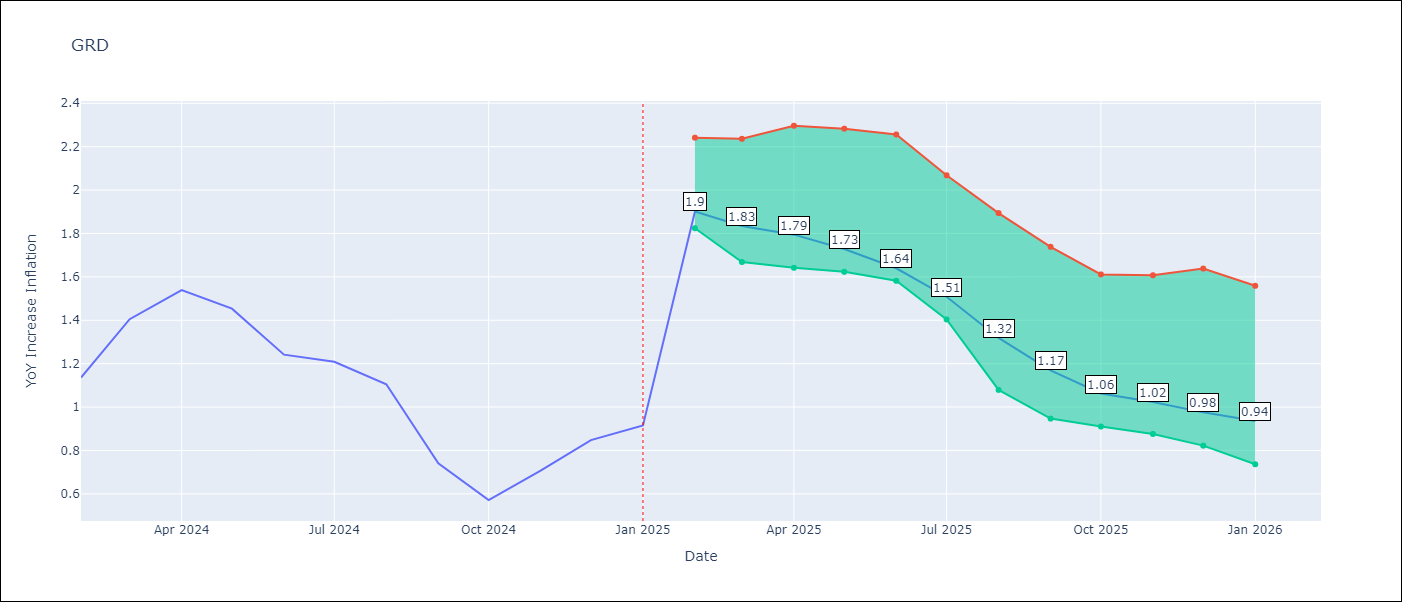 GRD
YoY Increase Inflation
2.4
2.2
2
1.8
1.6
1.4
1.2
1
0.8
0.6
1.9
1.83
1.79
1.73
1.64
1.51
1.32
1.17
1.06
1.02
0.98
0.94
Apr 2024
Jul 2024
Oct 2024
Jan 2025
Apr 2025
Jul 2025
Oct 2025
Jan 2026
Date